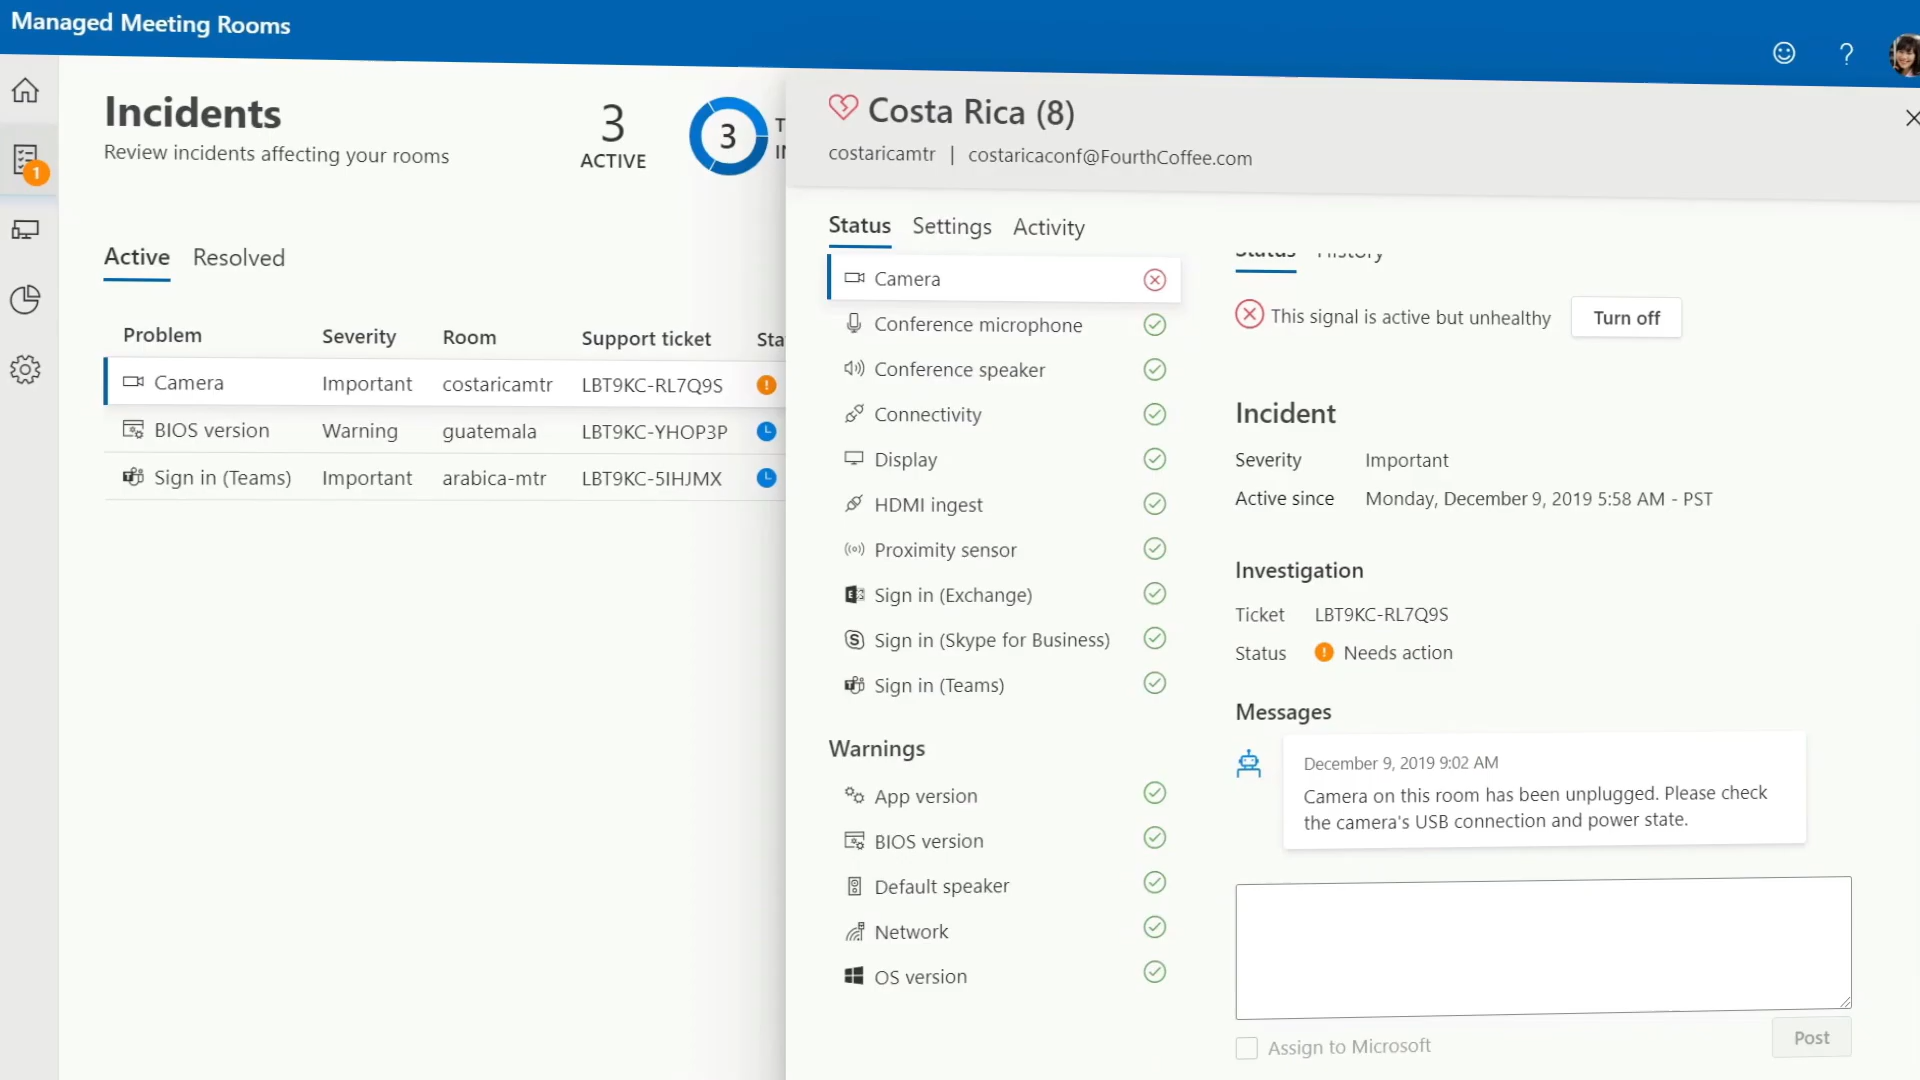 Managed Meeting Rooms
?
1
Incidents
Review incidents affecting your rooms
3
ACTIVE
3
Active Resolved
Problem Severity Room Support ticket
Camera Important costaricamtr LBT9KC-RL7Q9S
BIOS version Warning guatemala LBT9KC-YHOP3P
Sign in (Teams) Important arabica-mtr LBT9KC-5IHJMX
Costa Rica (8)
costaricamtr | costaricaconf@FourthCoffee.com
Status Settings Activity
Camera
Conference microphone
Conference speaker
Connectivity
Display
HDMI ingest
Proximity sensor
Sign in (Exchange)
Sign in (Skype for Business)
Sign in (Teams)
Warnings
App version
BIOS version
Default speaker
Network
OS version
Status History
This signal is active but unhealthy Turn off
Incident
Severity Important
Active since Monday, December 9, 2019 5:58 AM - PST
Investigation
Ticket LBT9KC-RL7Q9S
Status Needs action
Messages
December 9, 2019 9:02 AM
Camera on this room has been unplugged. Please check
the camera's USB connection and power state.
Assign to Microsoft
Post